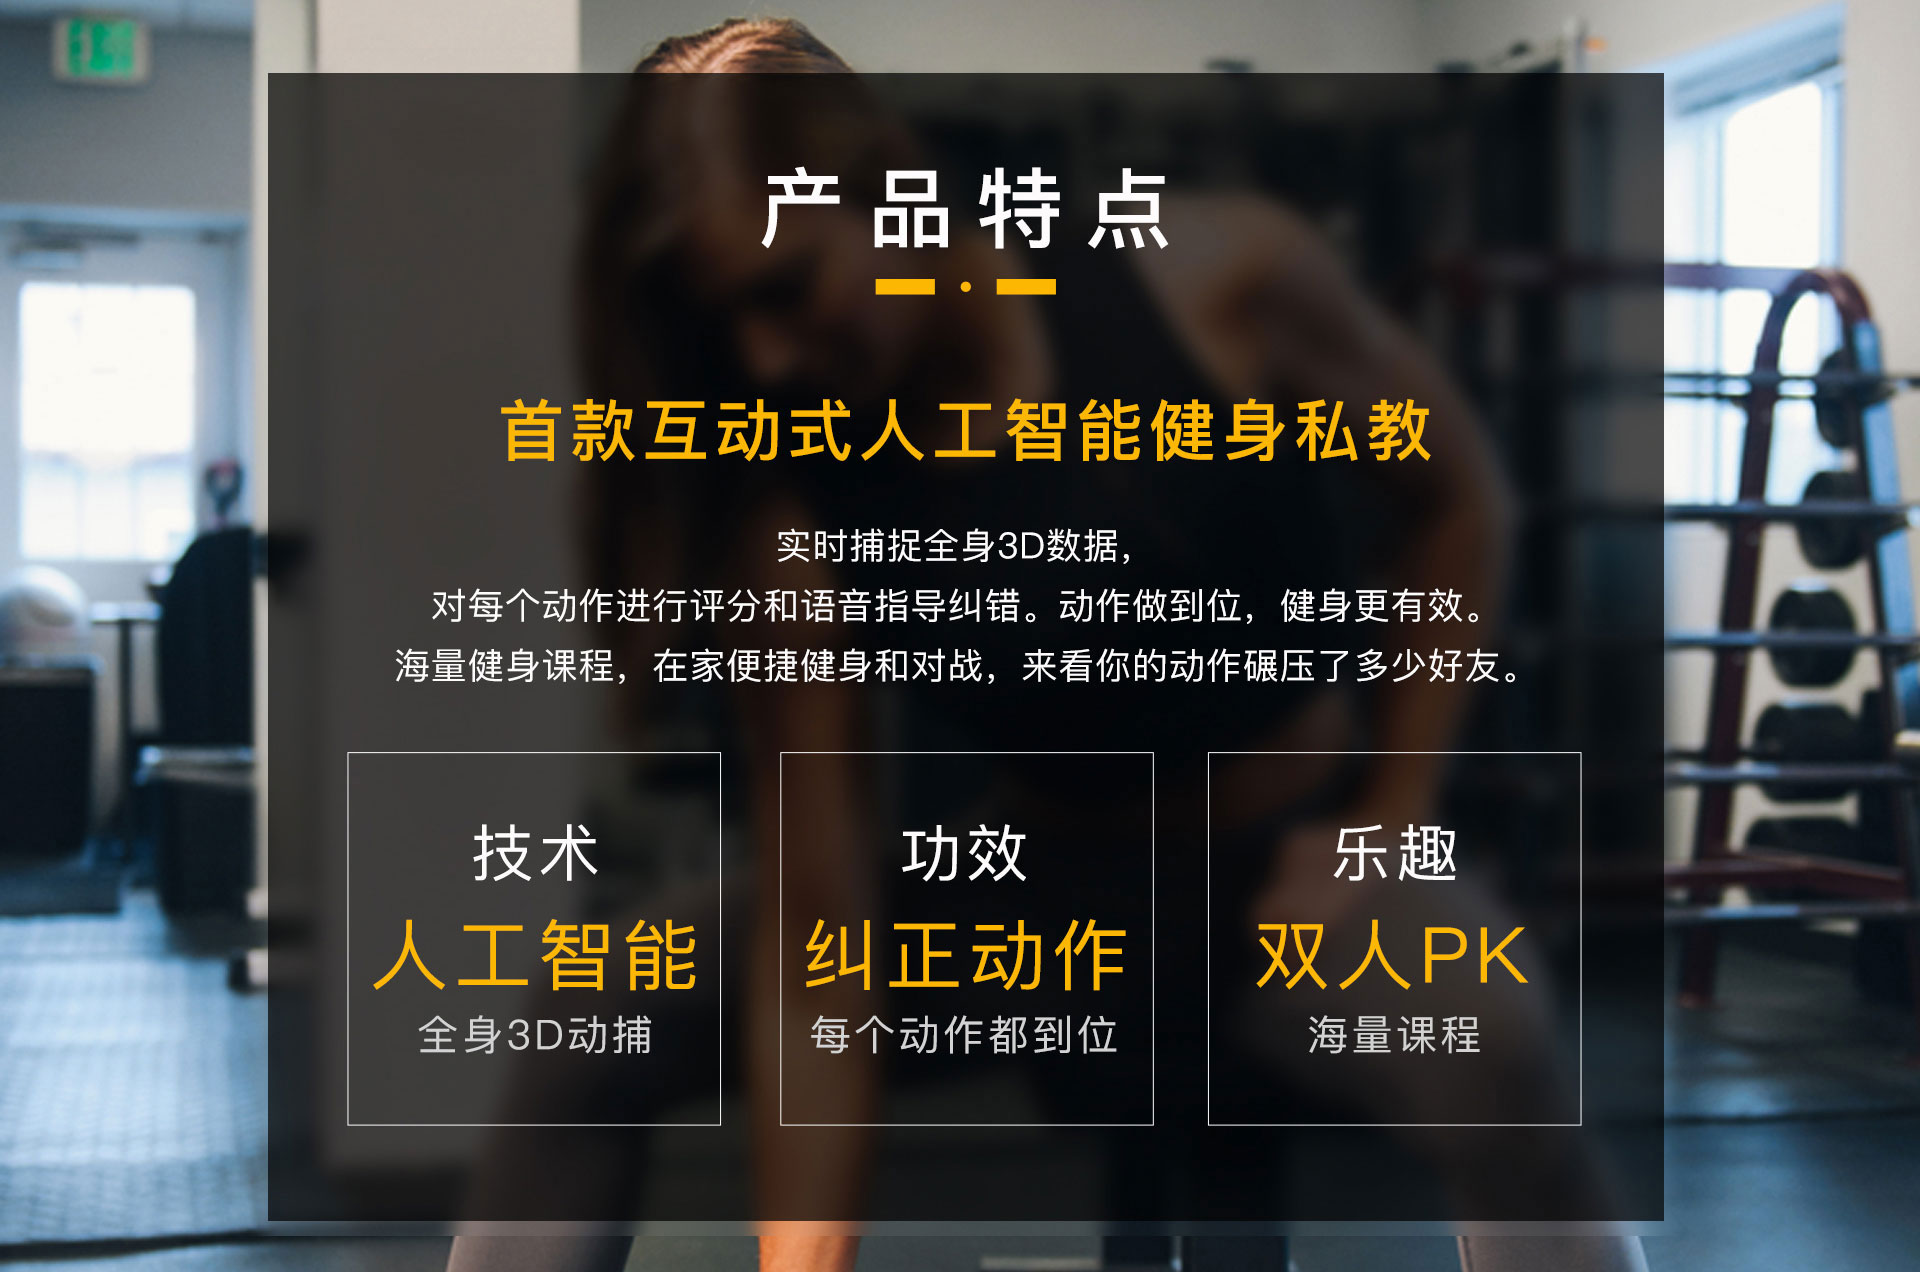 产品特点
首款互动式人工智能健身私教
实时捕捉全身3D数据，
对每个动作进行评分和语音指导纠错。动作做到位，健身更有效。
海量健身课程，在家便捷健身和对战，来看你的动作碾压了多少好友。
技术
人工智能
全身3D动捕
功效
纠正动作
每个动作都到位
乐趣
双人PK
海量课程